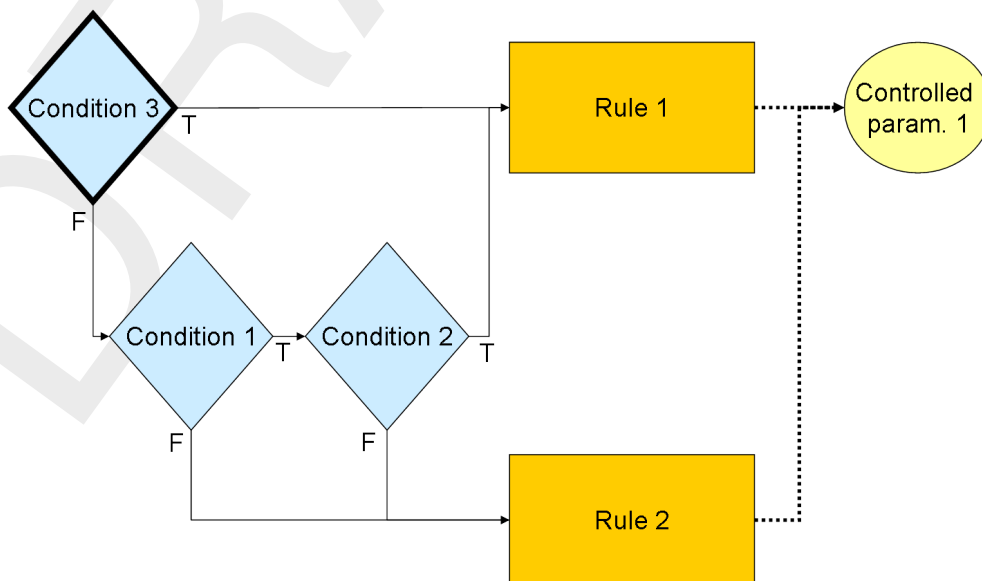 Condition 3
T
Rule 1
Controlled
param. 1
F
Condition 1
T
Condition 2
T
F
F
Rule 2